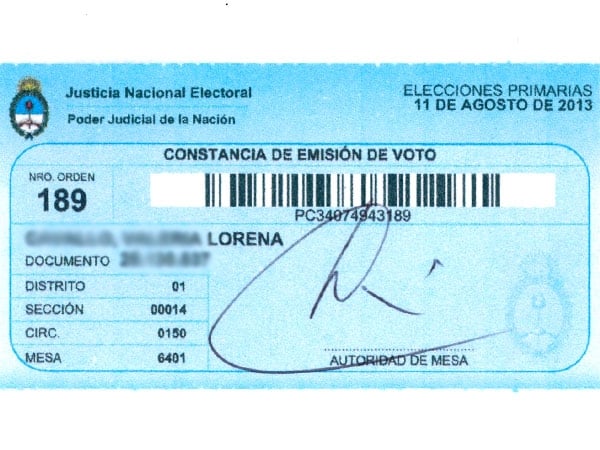 Justicia Nacional Electoral
Poder Judicial de la Nación
ELECCIONES PRIMARIAS
11 DE AGOSTO DE 2013
CONSTANCIA DE EMISIÓN DE VOTO
NRO. ORDEN
189
PC34074943189
LORENA
DOCUMENTO
DISTRITO 01
SECCIÓN 00014
CIRC. 0150
MESA 6401
AUTORIDAD DE MESA